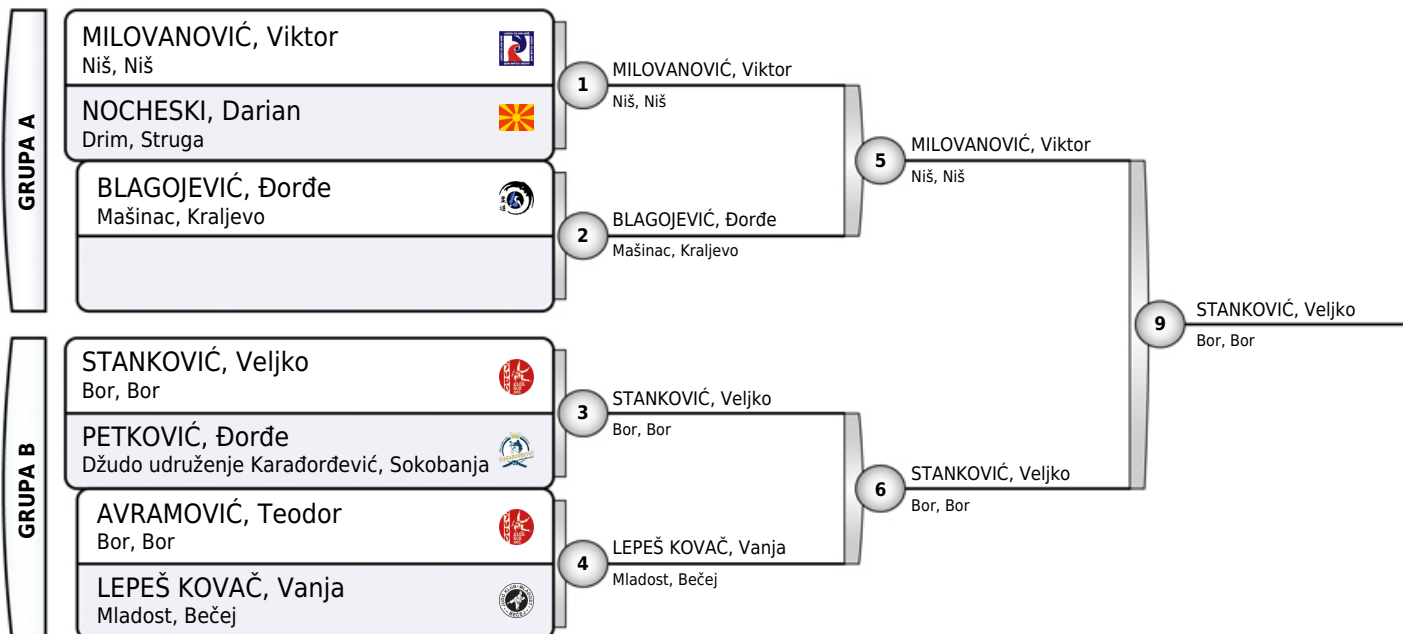 GRUPA A
MILOVANOVIĆ, Viktor
Niš, Niš
NOCHESKI, Darian
Drim, Struga
BLAGOJEVIĆ, Đorđe
Mašinac, Kraljevo
1
MILOVANOVIĆ, Viktor
Niš, Niš
2
BLAGOJEVIĆ, Đorđe
Mašinac, Kraljevo
5
MILOVANOVIĆ, Viktor
Niš, Niš
GRUPA B
STANKOVIĆ, Veljko
Bor, Bor
PETKOVIĆ, Đorđe
Džudo udruženje Karađorđević, Sokobanja
AVRAMOVIĆ, Teodor
Bor, Bor
LEPEŠ KOVAČ, Vanja
Mladost, Bečej
3
STANKOVIĆ, Veljko
Bor, Bor
4
LEPEŠ KOVAČ, Vanja
Mladost, Bečej
6
STANKOVIĆ, Veljko
Bor, Bor
9
STANKOVIĆ, Veljko
Bor, Bor